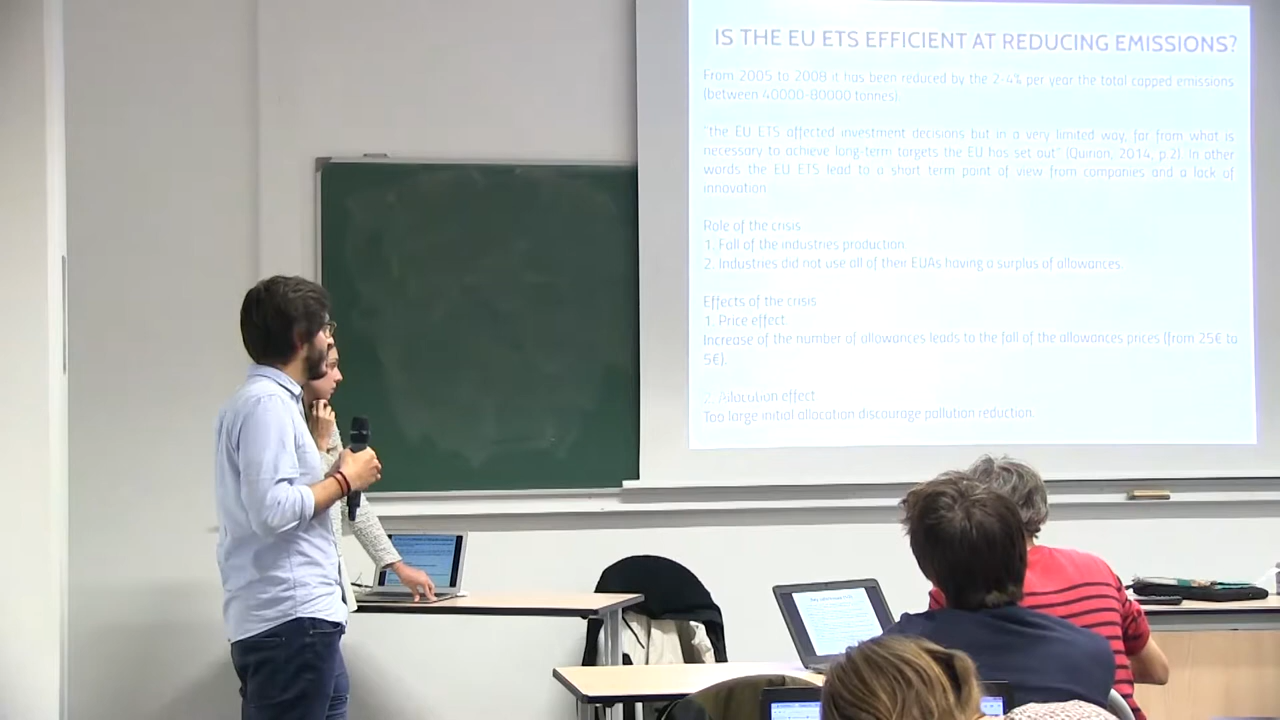 IS THE EU ETS EFFICIENT AT REDUCING EMISSIONS?
From 2005 to 2008 it has been reduced by the 2-4% per year the total capped emissions
(between 40000-80000 tonnes).
"the EU ETS affected investment decisions but in a very limited way, far from what is
necessary to achieve long-term targets the EU has set out" (Quirion, 2014, p.2). In other
words the EU ETS lead to a short term point of view from companies and a lack of
innovation.
Role of the crisis
1. Fall of the industries production.
2. Industries did not use all of their EUAs having a surplus of allowances.
Effects of the crisis
1. Price effect.
Increase of the number of allowances leads to the fall of the allowances prices (from 25€ to
5€).
2. Allocation effect
Too large initial allocation discourage pollution reduction.